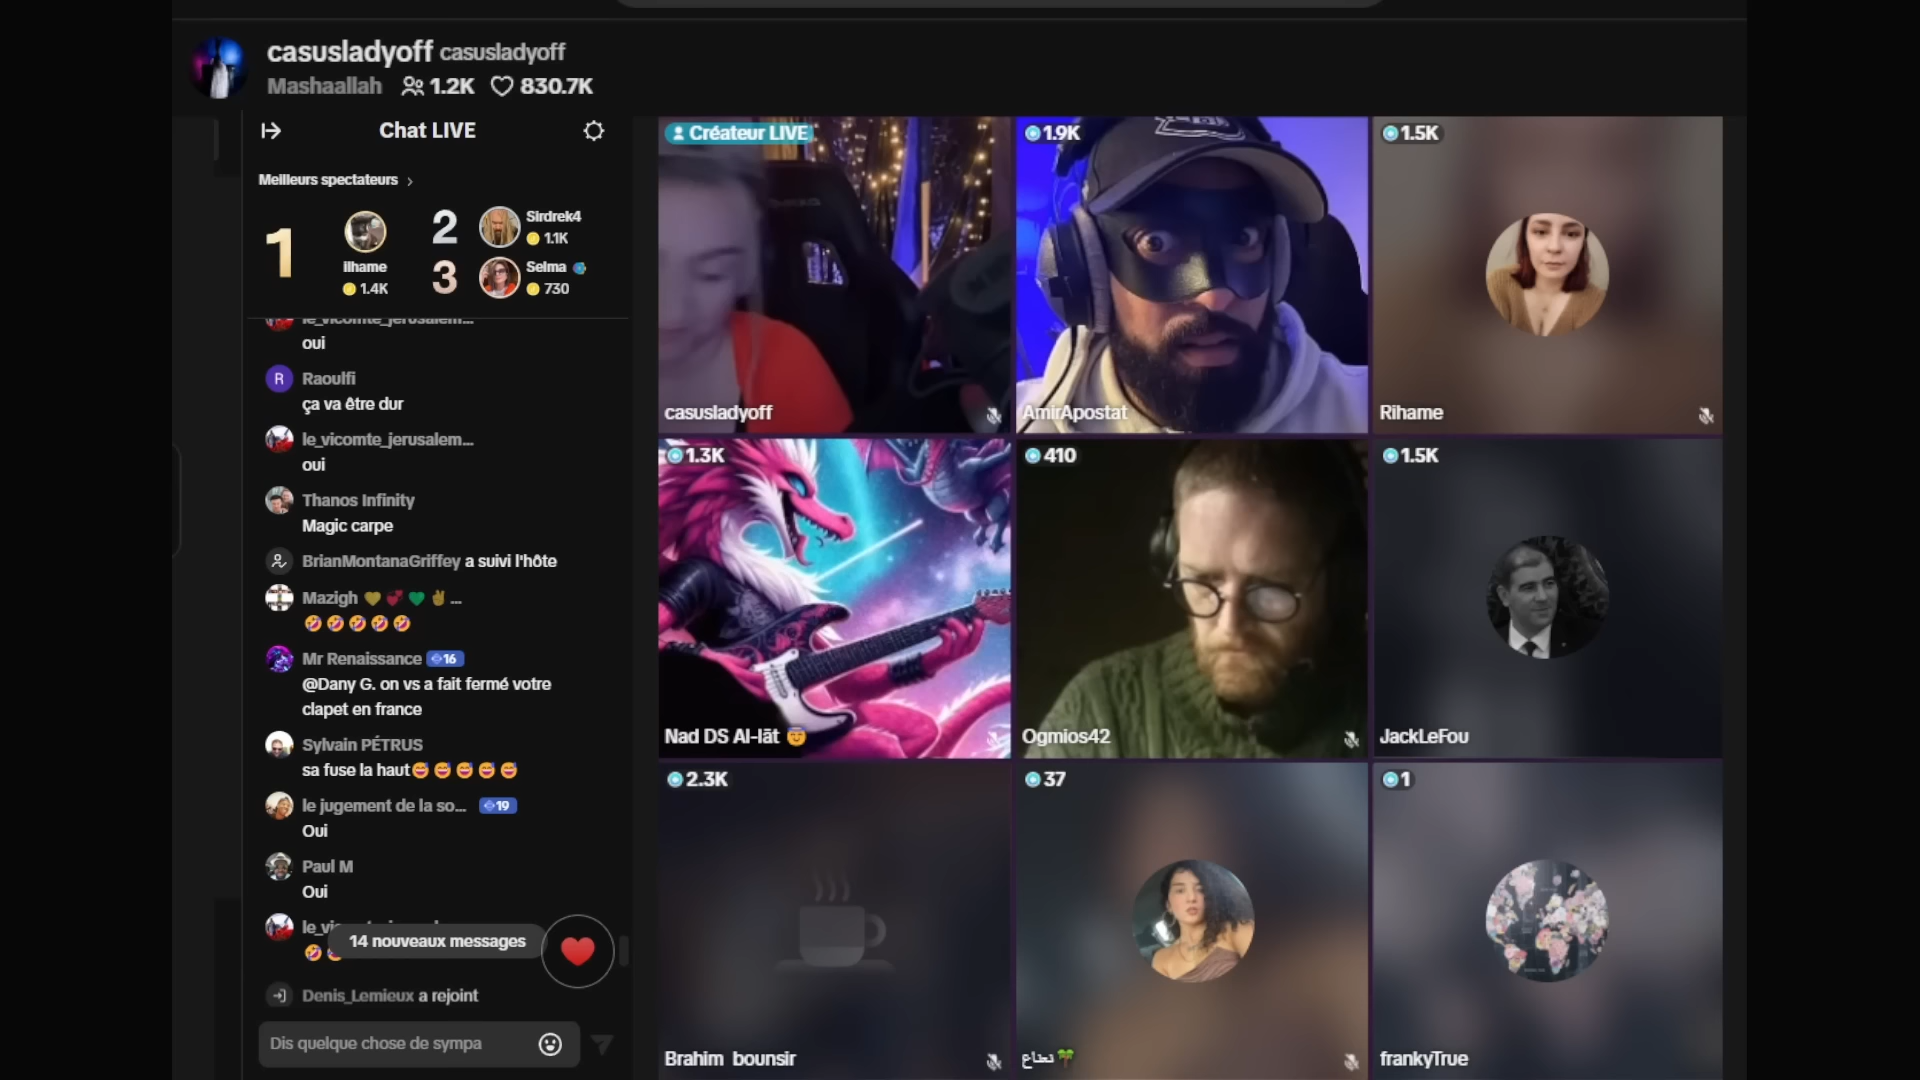 casusladyoff casusladyoff
Mashaallah 1.2K 830.7K
Chat LIVE
Meilleurs spectateurs
1
ilhame
1.4K
2
Sirdrek4
1.1K
3
Selma
730
le_vicomte_jerusalem...
oui
Raoulfi
ça va être dur
le_vicomte_jerusalem...
oui
Thanos Infinity
Magic carpe
BrianMontanaGriffey a suivi l'hôte
Mazigh 💛💞💚✌️ ...
🤣🤣🤣🤣🤣
Mr Renaissance 16
@Dany G. on vs a fait fermé votre
clapet en france
Sylvain PÉTRUS
sa fuse la haut😅😅😅😅😅
le jugement de la so... 19
Oui
Paul M
Oui
14 nouveaux messages
Denis_Lemieux a rejoint
Dis quelque chose de sympa
Créateur LIVE
casusladyoff
1.9K
AmirApostat
1.5K
Rihame
1.3K
Nad DS Al-lāt 😇
410
Ogmios42
1.5K
JackLeFou
2.3K
Brahim bounsir
37
نعناع🌴
1
frankyTrue